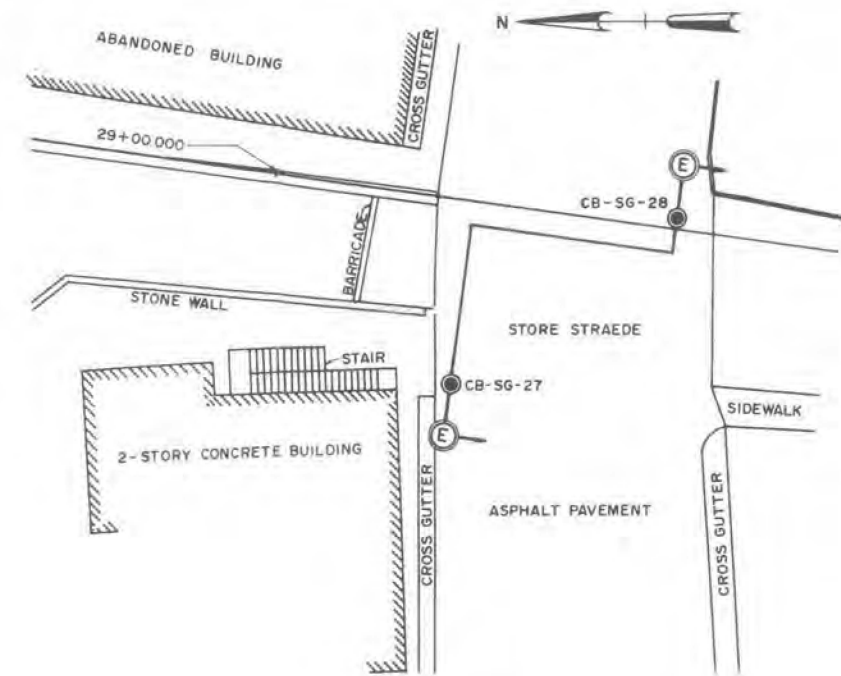 N
ABANDONED BUILDING
CROSS GUTTER
29+00.000
E
CB-SG-28
BARRICADE
STONE WALL
STORE STRAEDE
STAIR
CB-SG-27
SIDEWALK
E
2-STORY CONCRETE BUILDING
ASPHALT PAVEMENT
CROSS GUTTER
CROSS GUTTER